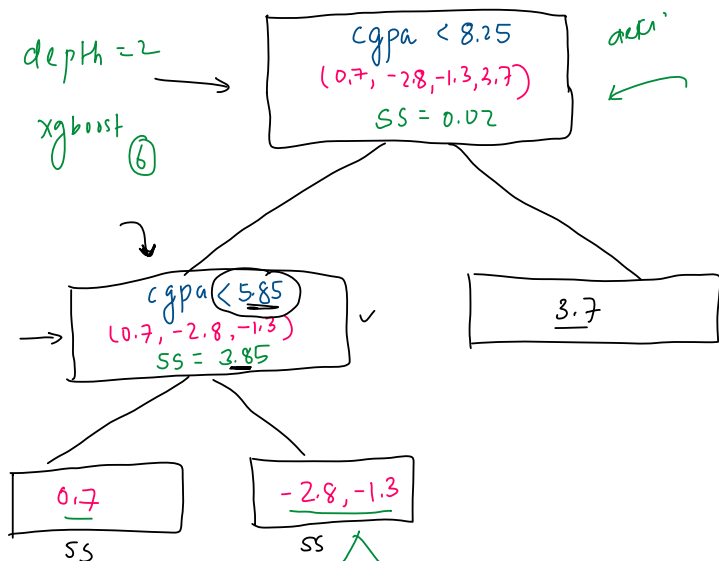 depth = 2
xgboost
6
cgpa < 8.25
(0.7, -2.8, -1.3, 3.7)
SS = 0.02
cgpa < 5.85
(0.7, -2.8, -1.3)
SS = 3.85
3.7
0.7
SS
-2.8, -1.3
SS